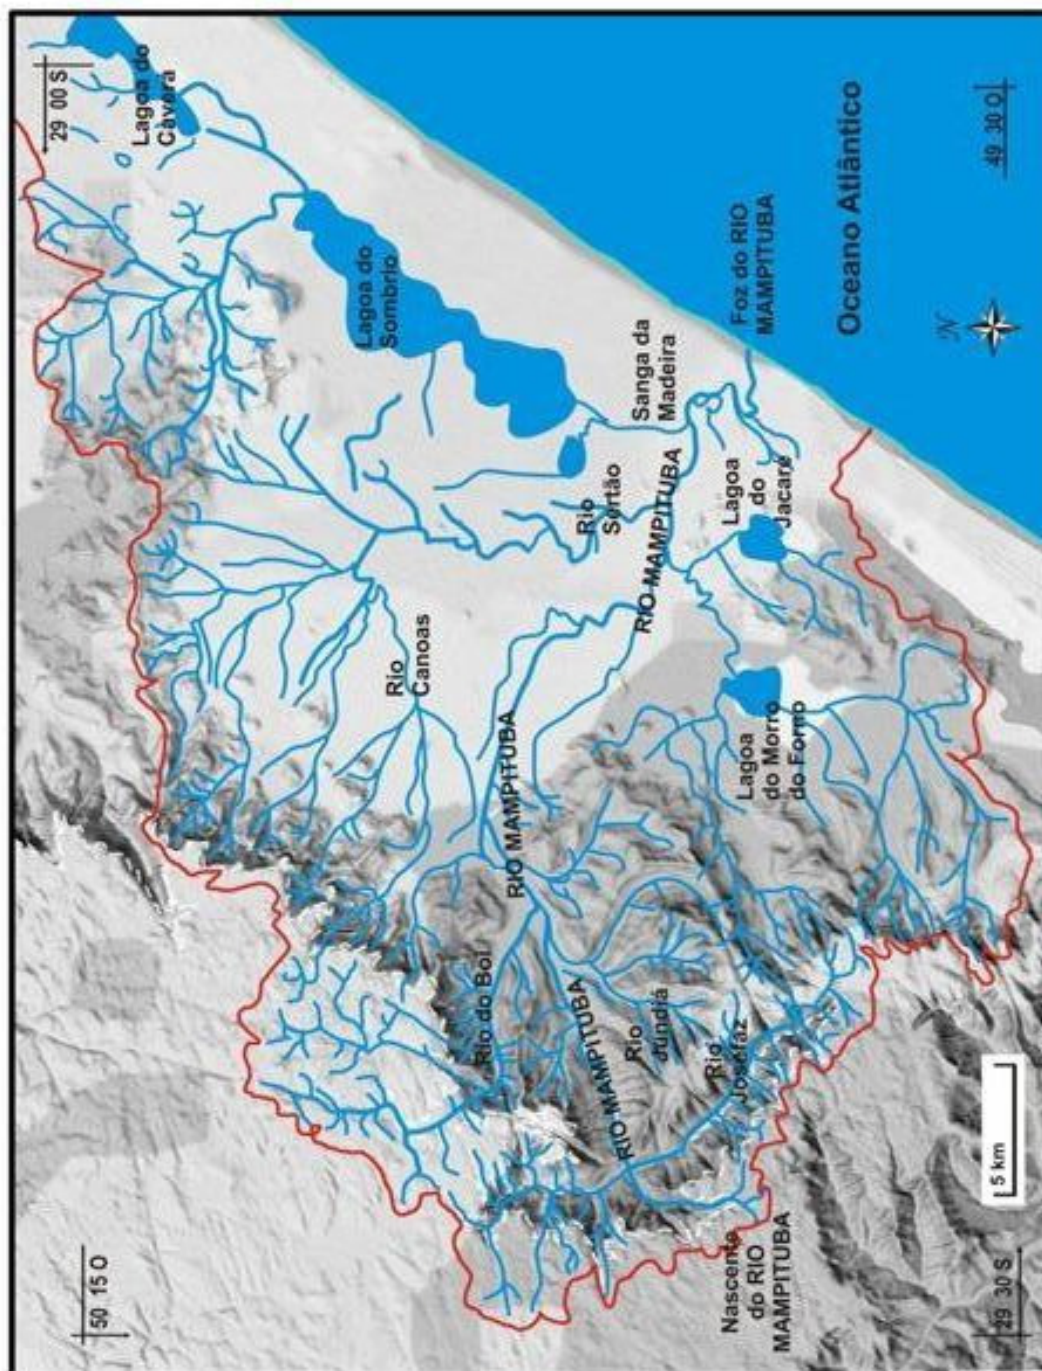 50 15 O
29 00 S
Lagoa do
Caverá
Lagoa do
Sombrio
Rio
Canoas
Rio do Boi
RIO MAMPITUBA
Rio
Sertão
RIO MAMPITUBA
Rio
Jundiá
RIO MAMPITUBA
Sanga da
Madeira
Rio
Josafaz
Nascente
do RIO
MAMPITUBA
Lagoa
do Morro
do Forno
Lagoa
do
Jacaré
Foz do RIO
MAMPITUBA
Oceano Atlântico
N
29 30 S
5 km
49 30 O